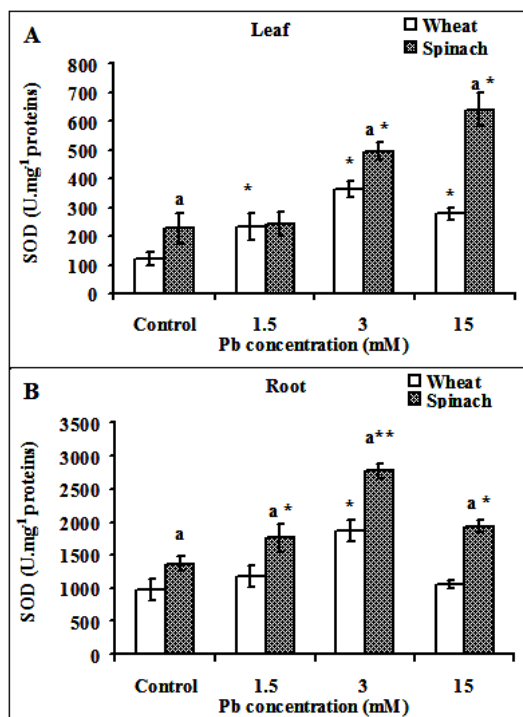 A
Leaf
Wheat
Spinach
SOD (U.mg-1 proteins)
800
700
600
500
400
300
200
100
0
a
*
*
a *
*
a *
Control
1.5
3
15
Pb concentration (mM)
B
Root
Wheat
Spinach
SOD (U.mg-1 proteins)
3500
3000
2500
2000
1500
1000
500
0
a
a *
*
a**
a *
Control
1.5
3
15
Pb concentration (mM)